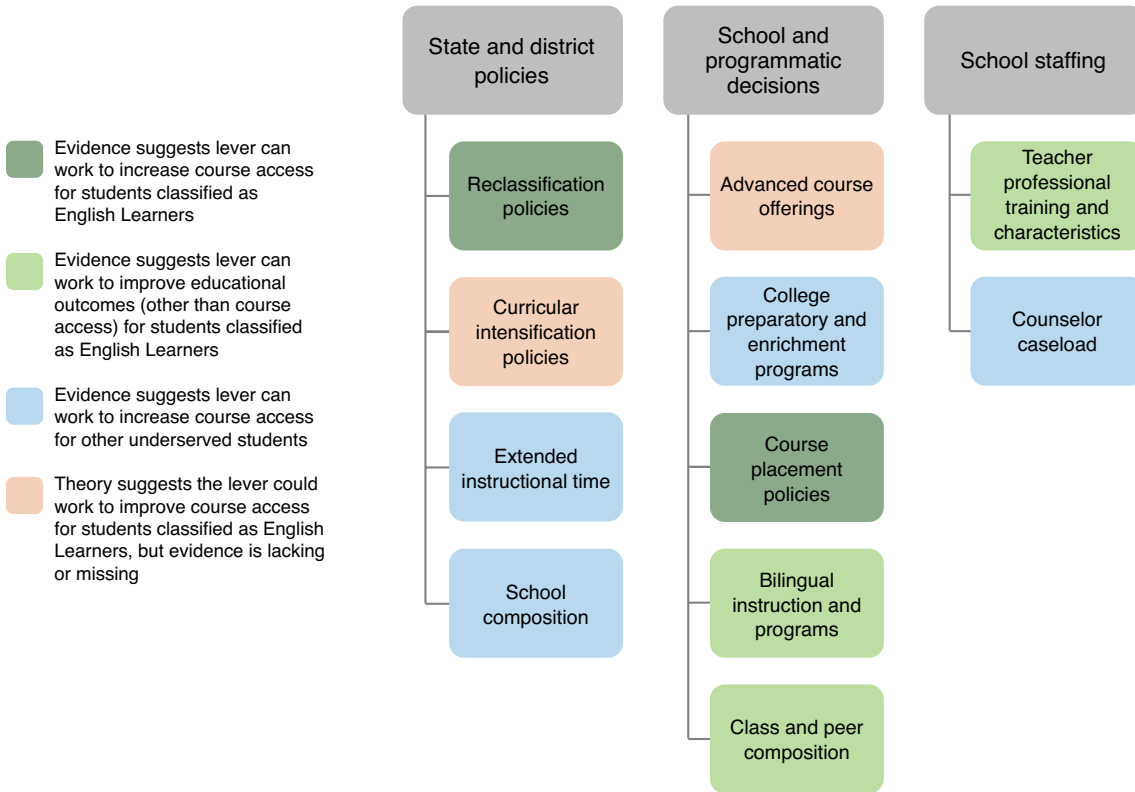 State and district
policies
School and
programmatic
decisions
School staffing
Evidence suggests lever can
work to increase course access
for students classified as
English Learners
Evidence suggests lever can
work to improve educational
outcomes (other than course
access) for students classified
as English Learners
Evidence suggests lever can
work to increase course access
for other underserved students
Theory suggests the lever could
work to improve course access
for students classified as English
Learners, but evidence is lacking
or missing
Reclassification
policies
Curricular
intensification
policies
Extended
instructional time
School
composition
Advanced course
offerings
College
preparatory and
enrichment
programs
Course
placement
policies
Bilingual
instruction and
programs
Class and peer
composition
Teacher
professional
training and
characteristics
Counselor
caseload